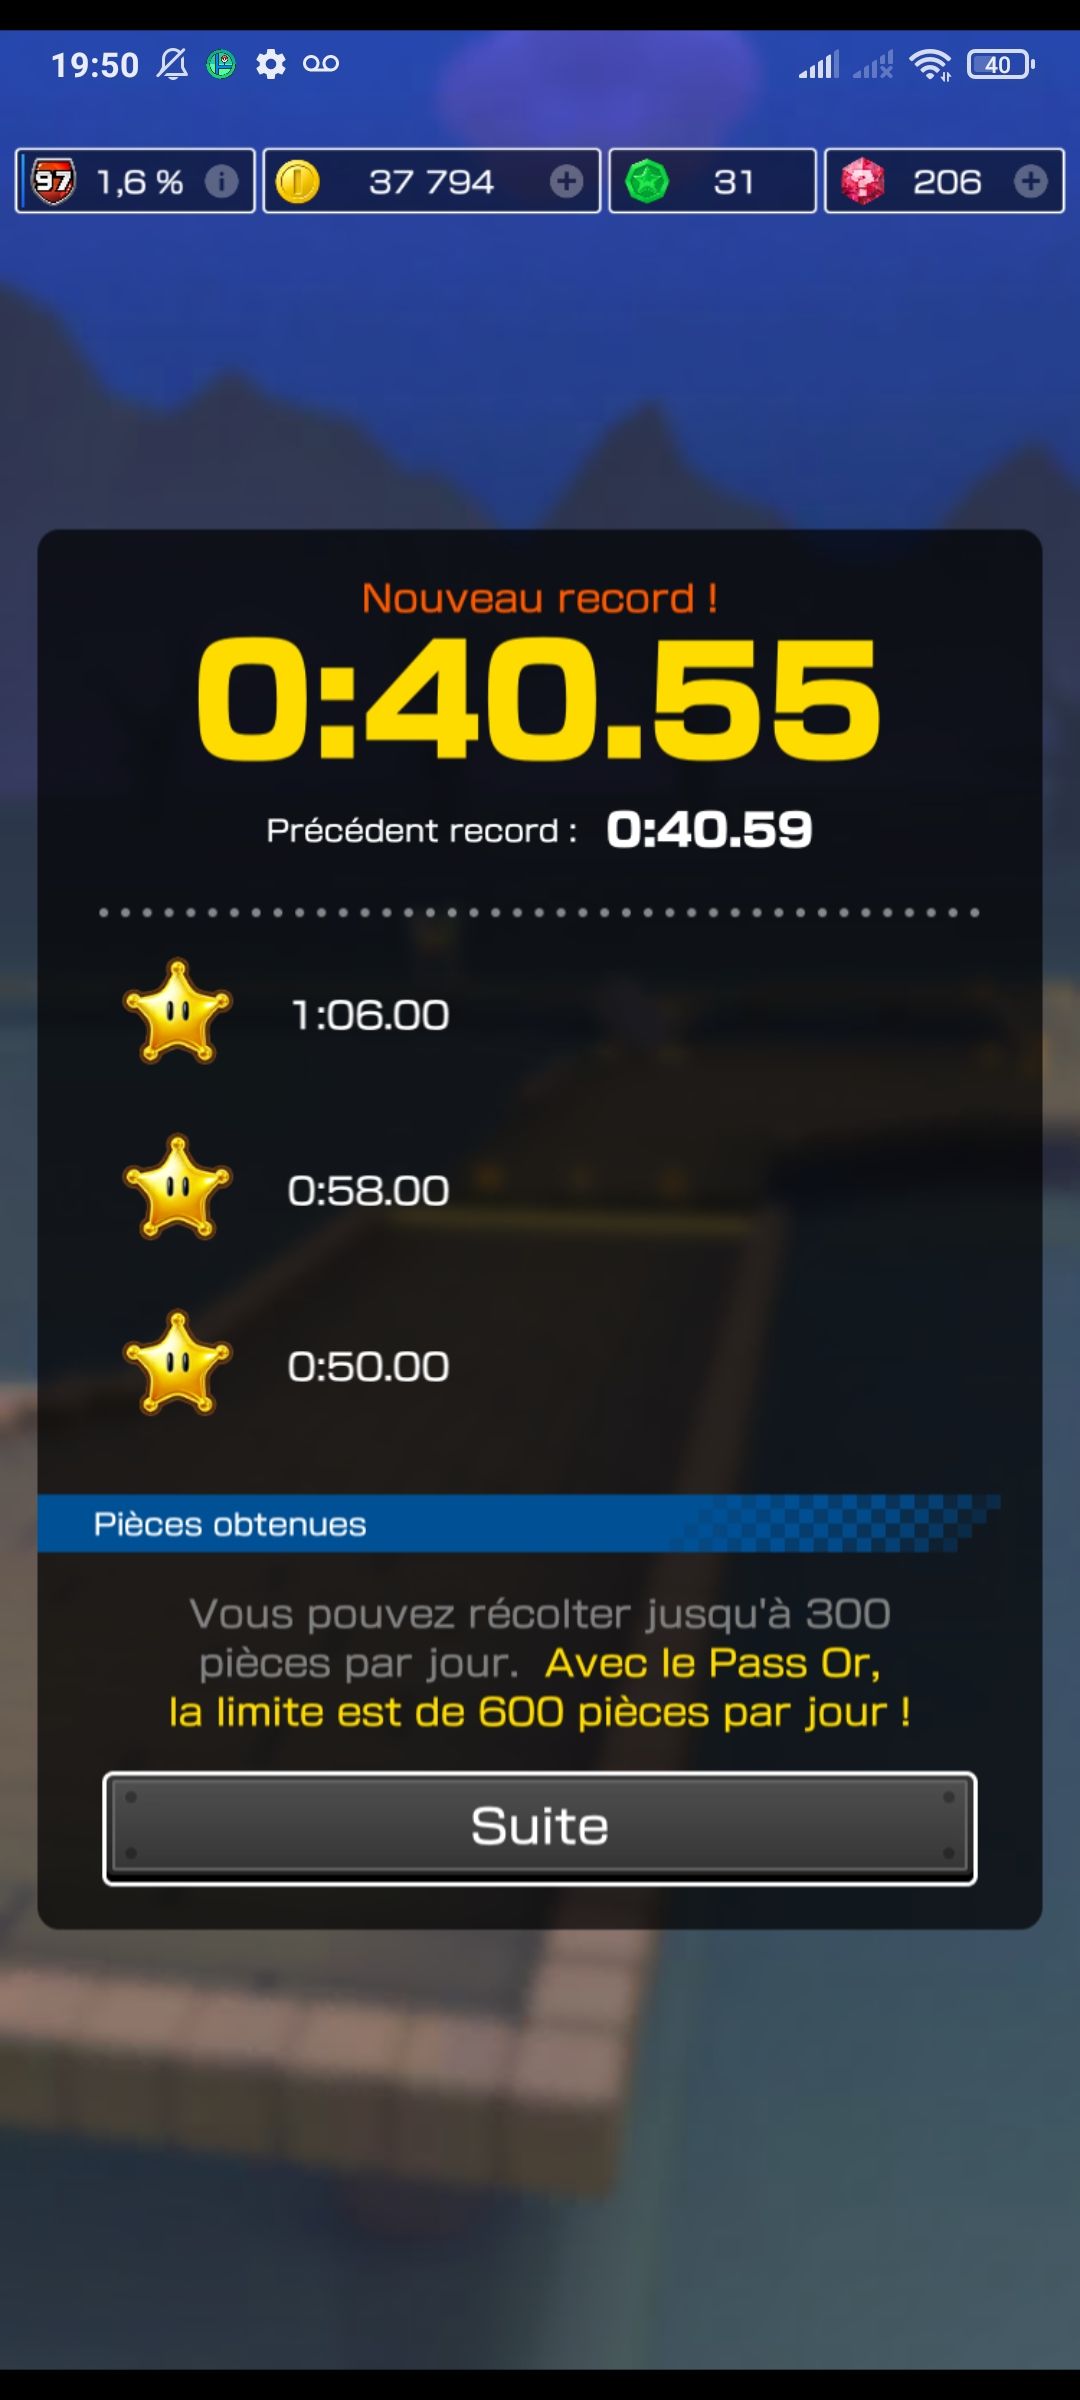 19:50
40
97 1,6 % i 37 794 + 31 ? 206 +
Nouveau record !
0:40.55
Précédent record : 0:40.59
1:06.00
0:58.00
0:50.00
Pièces obtenues
Vous pouvez récolter jusqu'à 300
pièces par jour. Avec le Pass Or,
la limite est de 600 pièces par jour !
Suite